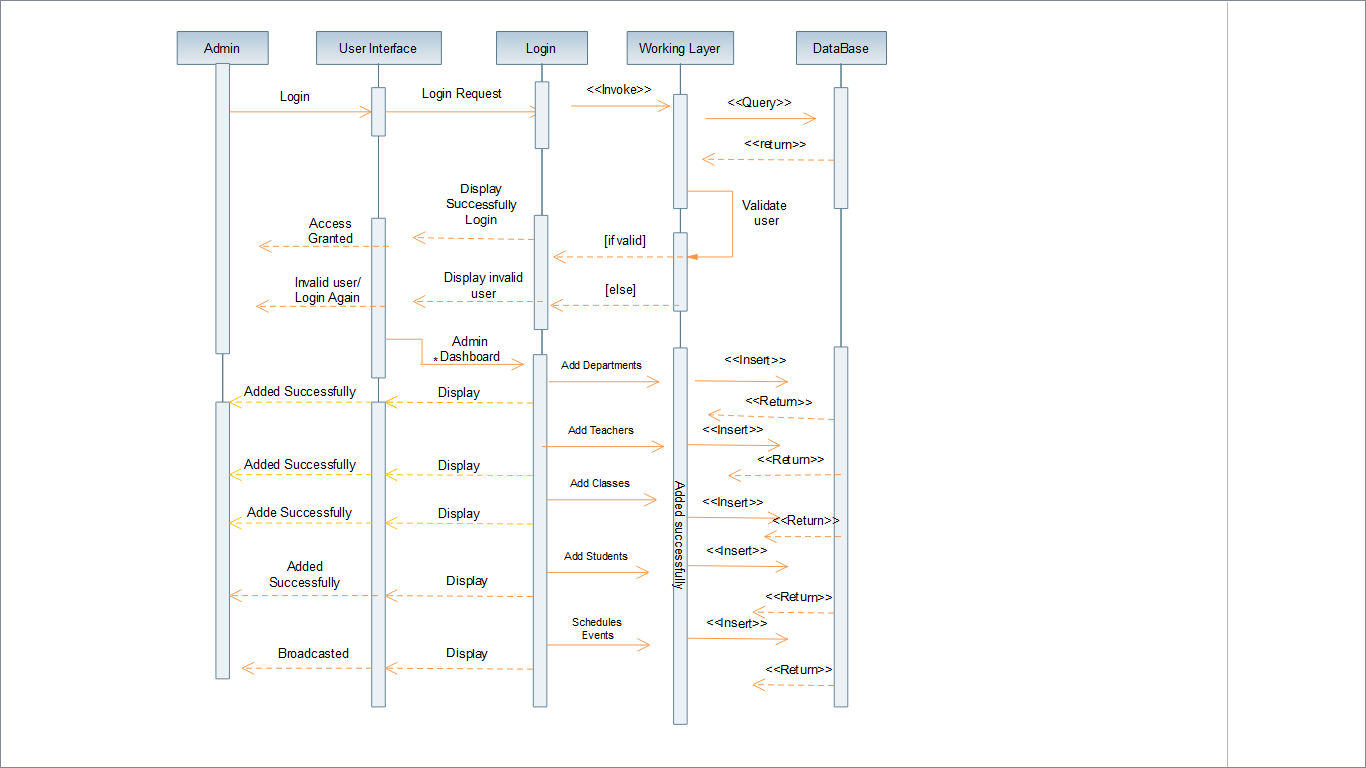 Admin
User Interface
Login
Working Layer
DataBase
Login
Login Request
<<Invoke>>
<<Query>>
<<return>>
Display
Successfully
Login
Validate
user
Access
Granted
[if valid]
Invalid user/
Login Again
Display invalid
user
[else]
Admin
*Dashboard
Add Departments
<<Insert>>
Added Successfully
Display
<<Return>>
Add Teachers
<<Insert>>
Added Successfully
Display
<<Return>>
Add Classes
<<Insert>>
Added successfully
Adde Successfully
Display
<<Return>>
Add Students
<<Insert>>
Added
Successfully
Display
<<Return>>
Schedules
Events
<<Insert>>
Broadcasted
Display
<<Return>>